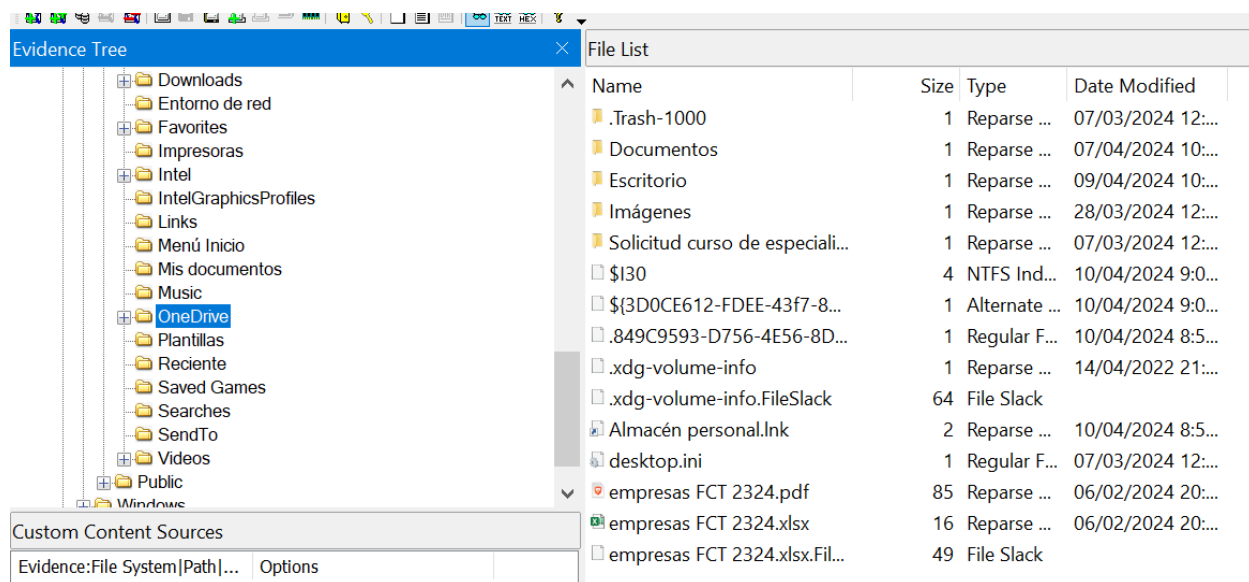 TEXT HEX
Evidence Tree
Downloads
Entorno de red
Favorites
Impresoras
Intel
IntelGraphicsProfiles
Links
Menú Inicio
Mis documentos
Music
OneDrive
Plantillas
Reciente
Saved Games
Searches
SendTo
Videos
Public
Windows
Custom Content Sources
Evidence:File System|Path|... Options
File List
Name Size Type Date Modified
.Trash-1000 1 Reparse ... 07/03/2024 12:...
Documentos 1 Reparse ... 07/04/2024 10:...
Escritorio 1 Reparse ... 09/04/2024 10:...
Imágenes 1 Reparse ... 28/03/2024 12:...
Solicitud curso de especiali... 1 Reparse ... 07/03/2024 12:...
$I30 4 NTFS Ind... 10/04/2024 9:0...
${3D0CE612-FDEE-43f7-8... 1 Alternate ... 10/04/2024 9:0...
.849C9593-D756-4E56-8D... 1 Regular F... 10/04/2024 8:5...
.xdg-volume-info 1 Reparse ... 14/04/2022 21:...
.xdg-volume-info.FileSlack 64 File Slack
Almacén personal.lnk 2 Reparse ... 10/04/2024 8:5...
desktop.ini 1 Regular F... 07/03/2024 12:...
empresas FCT 2324.pdf 85 Reparse ... 06/02/2024 20:...
empresas FCT 2324.xlsx 16 Reparse ... 06/02/2024 20:...
empresas FCT 2324.xlsx.Fil... 49 File Slack